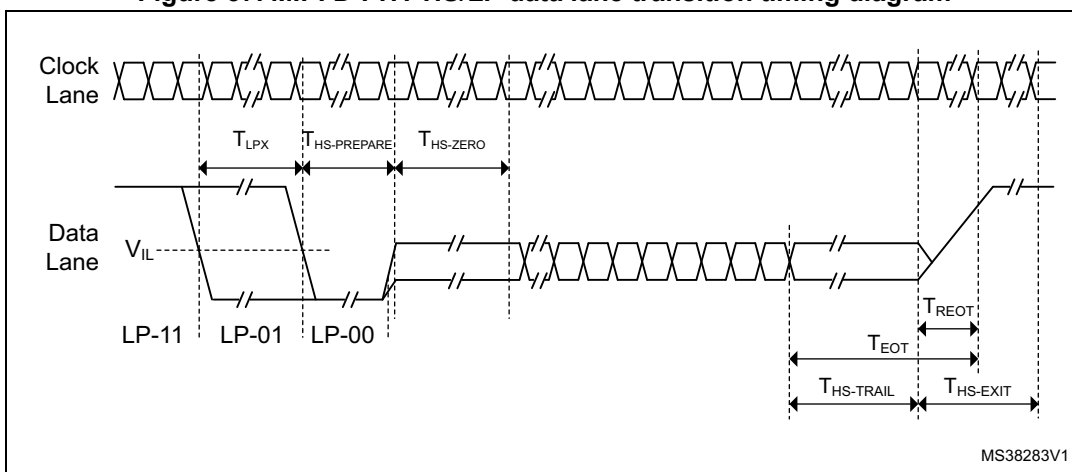 Clock
Lane
T_LPX T_HS-PREPARE T_HS-ZERO
Data
Lane
V_IL
LP-11 LP-01 LP-00
T_REOT
T_EOT
T_HS-TRAIL T_HS-EXIT
MS38283V1